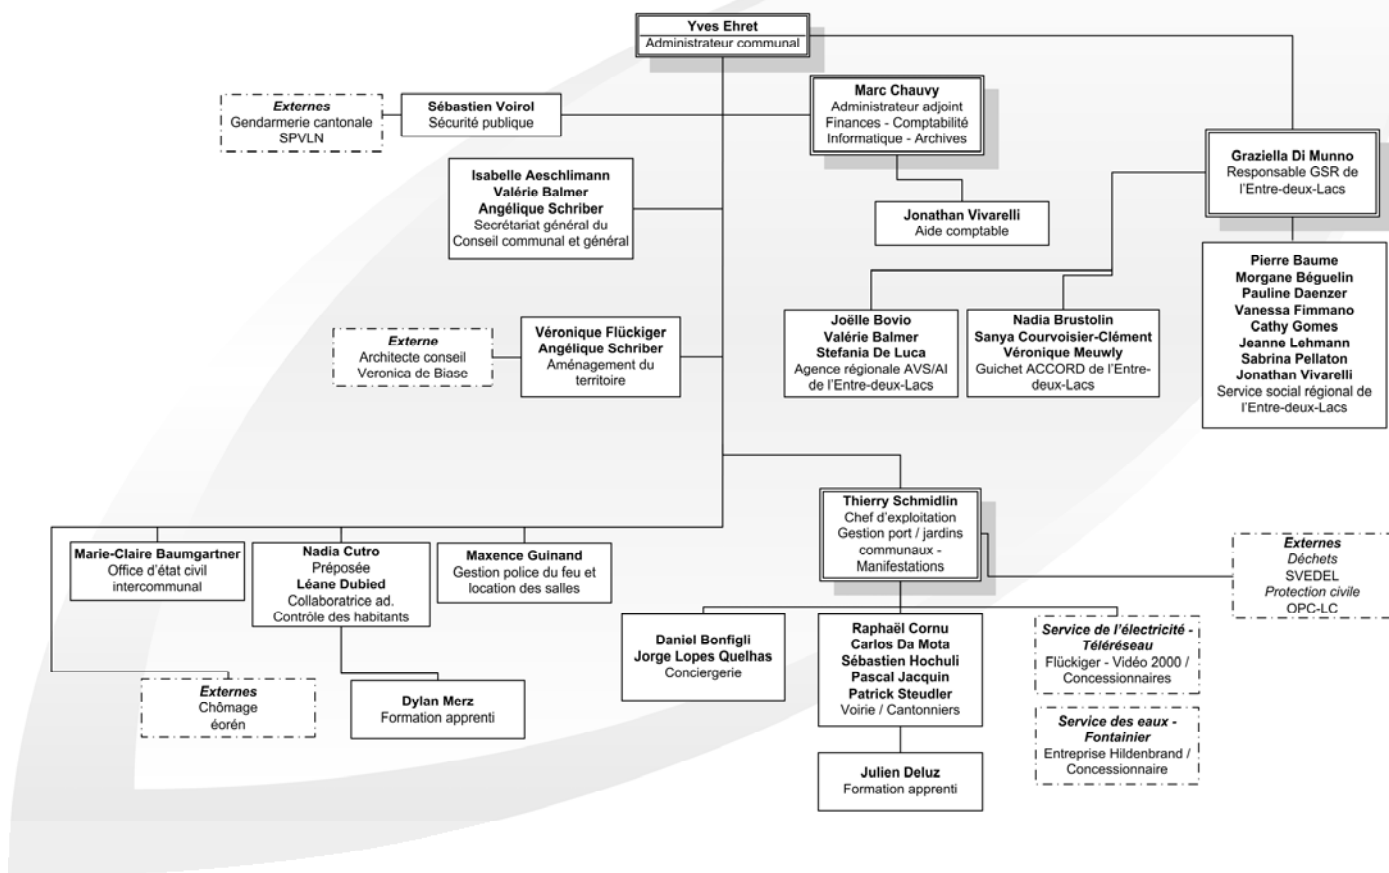 Yves Ehret
Administrateur communal
Marc Chauvy
Administrateur adjoint
Finances - Comptabilité
Informatique - Archives
Externes
Gendarmerie cantonale
SPVLN
Sébastien Voirol
Sécurité publique
Graziella Di Munno
Responsable GSR de
l'Entre-deux-Lacs
Isabelle Aeschlimann
Valérie Balmer
Angélique Schriber
Secrétariat général du
Conseil communal et général
Jonathan Vivarelli
Aide comptable
Pierre Baume
Morgane Béguelin
Pauline Daenzer
Vanessa Fimmano
Cathy Gomes
Jeanne Lehmann
Sabrina Pellaton
Jonathan Vivarelli
Service social régional de
l'Entre-deux-Lacs
Externe
Architecte conseil
Veronica de Biase
Véronique Flückiger
Angélique Schriber
Aménagement du
territoire
Joëlle Bovio
Valérie Balmer
Stefania De Luca
Agence régionale AVS/AI
de l'Entre-deux-Lacs
Nadia Brustolin
Sanya Courvoisier-Clément
Véronique Meuwly
Guichet ACCORD de l'Entre-
deux-Lacs
Thierry Schmidlin
Chef d'exploitation
Gestion port / jardins
communaux -
Manifestations
Marie-Claire Baumgartner
Office d'état civil
intercommunal
Nadia Cutro
Préposée
Léane Dubied
Collaboratrice ad.
Contrôle des habitants
Maxence Guinand
Gestion police du feu et
location des salles
Externes
Déchets
SVEDEL
Protection civile
OPC-LC
Daniel Bonfigli
Jorge Lopes Quelhas
Conciergerie
Raphaël Cornu
Carlos Da Mota
Sébastien Hochuli
Pascal Jacquin
Patrick Steudler
Voirie / Cantonniers
Service de l'électricité -
Téléréseau
Flückiger - Vidéo 2000 /
Concessionnaires
Externes
Chômage
éorén
Dylan Merz
Formation apprenti
Service des eaux -
Fontainier
Entreprise Hildenbrand /
Concessionnaire
Julien Deluz
Formation apprenti